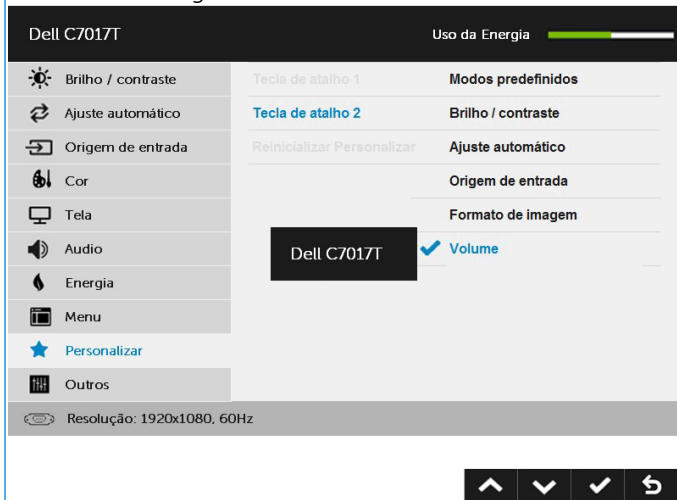 Dell C7017T
Uso da Energia
Brilho / contraste
Tecla de atalho 1
Modos predefinidos
Ajuste automático
Tecla de atalho 2
Brilho / contraste
Origem de entrada
Reinicializar Personalizar
Ajuste automático
Cor
Origem de entrada
Tela
Formato de imagem
Audio
Dell C7017T
Volume
Energia
Menu
Personalizar
Outros
Resolução: 1920x1080, 60Hz